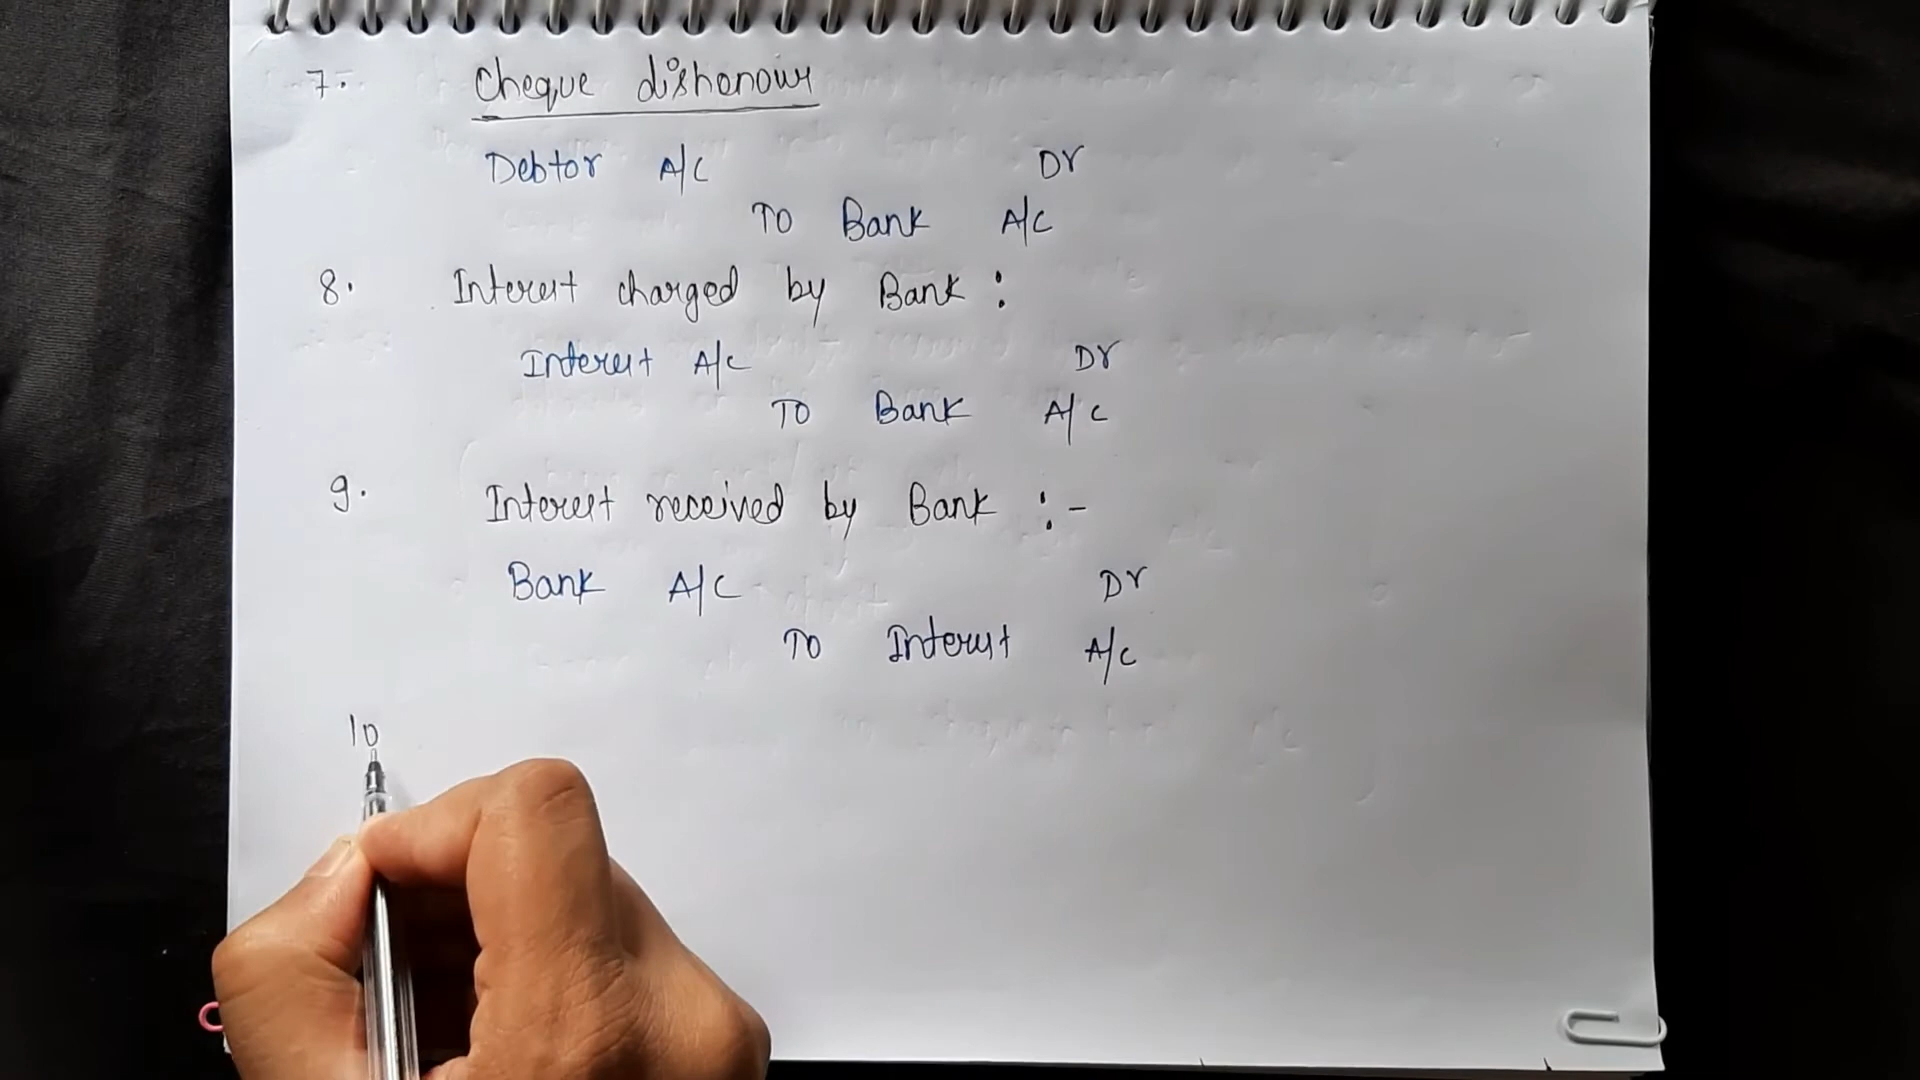 7. Cheque dishonour
Debtor A/C Dr
To Bank A/C
8. Interest charged by Bank :
Interest A/C Dr
To Bank A/C
9. Interest received by Bank :-
Bank A/C Dr
To Interest A/C
10